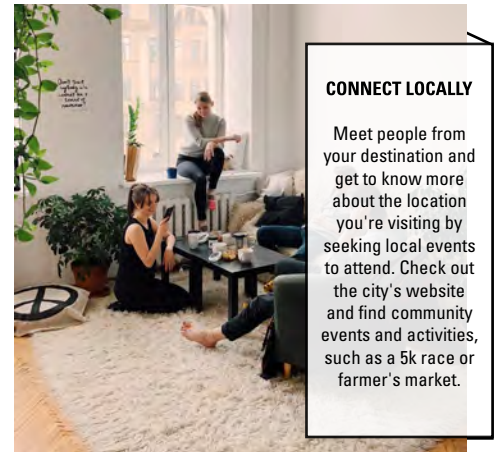 CONNECT LOCALLY
Meet people from
your destination and
get to know more
about the location
you're visiting by
seeking local events
to attend. Check out
the city's website
and find community
events and activities,
such as a 5k race or
farmer's market.